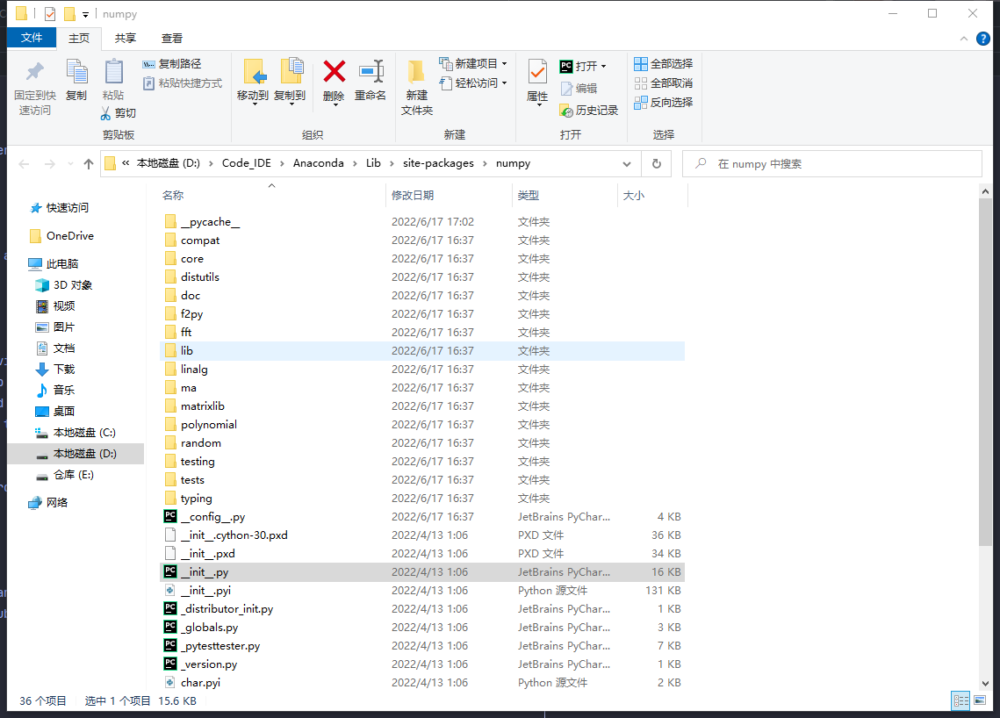 numpy
文件 主页 共享 查看
固定到快速访问
复制
粘贴
复制路径
粘贴快捷方式
剪切
剪贴板
移动到
复制到
删除
重命名
组织
新建文件夹
新建项目
轻松访问
新建
属性
打开
编辑
历史记录
打开
全部选择
全部取消
反向选择
选择
« 本地磁盘 (D:) › Code_IDE › Anaconda › Lib › site-packages › numpy
在 numpy 中搜索
快速访问
OneDrive
此电脑
3D 对象
视频
图片
文档
下载
音乐
桌面
本地磁盘 (C:)
本地磁盘 (D:)
仓库 (E:)
网络
名称 修改日期 类型 大小
__pycache__ 2022/6/17 17:02 文件夹
compat 2022/6/17 16:37 文件夹
core 2022/6/17 16:37 文件夹
distutils 2022/6/17 16:37 文件夹
doc 2022/6/17 16:37 文件夹
f2py 2022/6/17 16:37 文件夹
fft 2022/6/17 16:37 文件夹
lib 2022/6/17 16:37 文件夹
linalg 2022/6/17 16:37 文件夹
ma 2022/6/17 16:37 文件夹
matrixlib 2022/6/17 16:37 文件夹
polynomial 2022/6/17 16:37 文件夹
random 2022/6/17 16:37 文件夹
testing 2022/6/17 16:37 文件夹
tests 2022/6/17 16:37 文件夹
typing 2022/6/17 16:37 文件夹
__config__.py 2022/6/17 16:37 JetBrains PyChar... 4 KB
__init__.cython-30.pxd 2022/4/13 1:06 PXD 文件 36 KB
__init__.pxd 2022/4/13 1:06 PXD 文件 34 KB
__init__.py 2022/4/13 1:06 JetBrains PyChar... 16 KB
__init__.pyi 2022/4/13 1:06 Python 源文件 131 KB
_distributor_init.py 2022/4/13 1:06 JetBrains PyChar... 1 KB
_globals.py 2022/4/13 1:06 JetBrains PyChar... 3 KB
_pytesttester.py 2022/4/13 1:06 JetBrains PyChar... 7 KB
_version.py 2022/4/13 1:06 JetBrains PyChar... 1 KB
char.pyi 2022/4/13 1:06 Python 源文件 2 KB
36 个项目 选中 1 个项目 15.6 KB